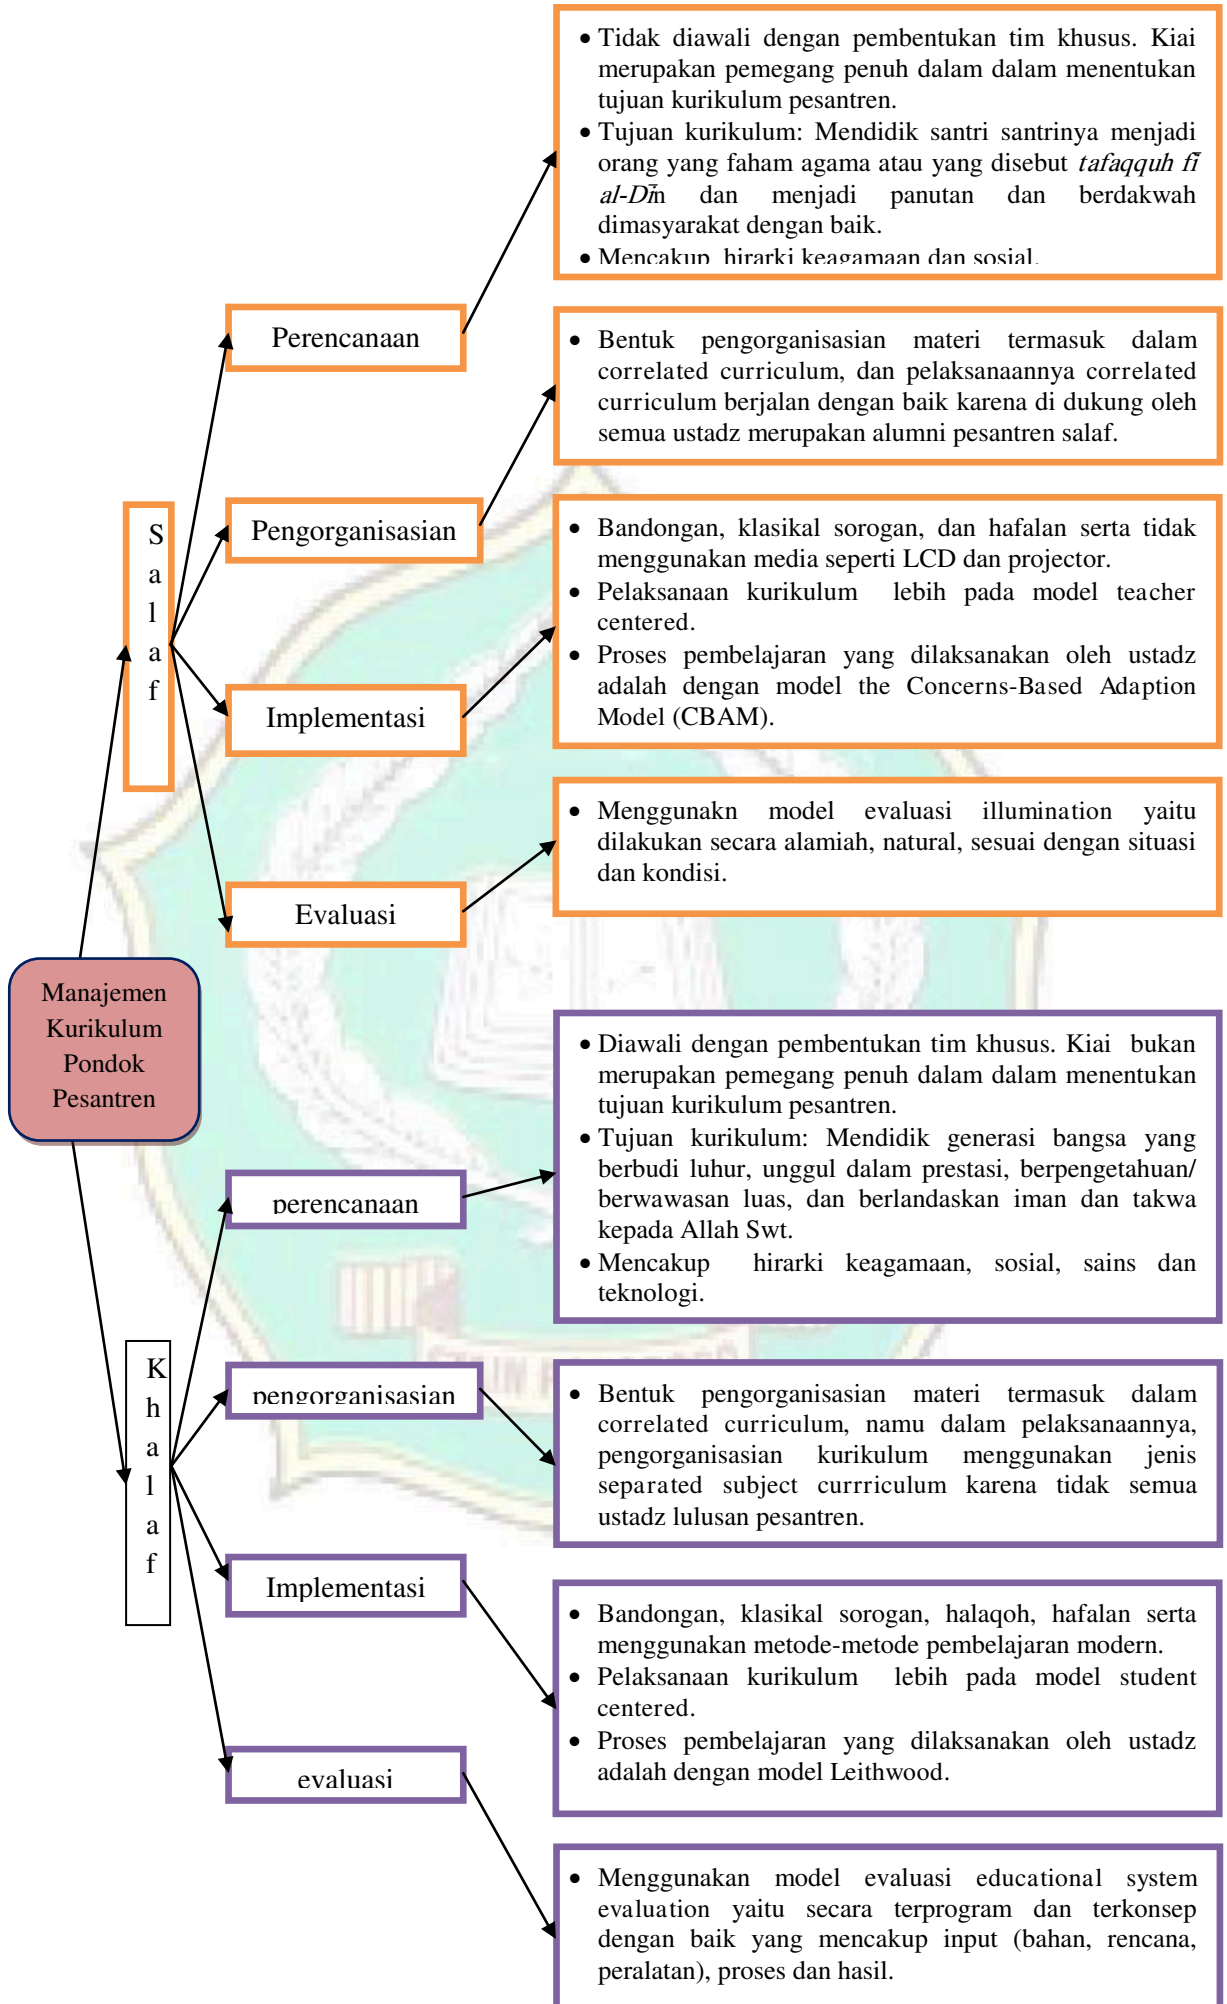 Manajemen
Kurikulum
Pondok
Pesantren
S
a
l
a
f
Perencanaan
• Tidak diawali dengan pembentukan tim khusus. Kiai
merupakan pemegang penuh dalam dalam menentukan
tujuan kurikulum pesantren.
• Tujuan kurikulum: Mendidik santri santrinya menjadi
orang yang faham agama atau yang disebut tafaqquh fī
al-Dīn dan menjadi panutan dan berdakwah
dimasyarakat dengan baik.
• Mencakup hirarki keagamaan dan sosial.
Pengorganisasian
• Bentuk pengorganisasian materi termasuk dalam
correlated curriculum, dan pelaksanaannya correlated
curriculum berjalan dengan baik karena di dukung oleh
semua ustadz merupakan alumni pesantren salaf.
Implementasi
• Bandongan, klasikal sorogan, dan hafalan serta tidak
menggunakan media seperti LCD dan projector.
• Pelaksanaan kurikulum lebih pada model teacher
centered.
• Proses pembelajaran yang dilaksanakan oleh ustadz
adalah dengan model the Concerns-Based Adaption
Model (CBAM).
Evaluasi
• Menggunakn model evaluasi illumination yaitu
dilakukan secara alamiah, natural, sesuai dengan situasi
dan kondisi.
K
h
a
l
a
f
perencanaan
• Diawali dengan pembentukan tim khusus. Kiai bukan
merupakan pemegang penuh dalam dalam menentukan
tujuan kurikulum pesantren.
• Tujuan kurikulum: Mendidik generasi bangsa yang
berbudi luhur, unggul dalam prestasi, berpengetahuan/
berwawasan luas, dan berlandaskan iman dan takwa
kepada Allah Swt.
• Mencakup hirarki keagamaan, sosial, sains dan
teknologi.
pengorganisasian
• Bentuk pengorganisasian materi termasuk dalam
correlated curriculum, namu dalam pelaksanaannya,
pengorganisasian kurikulum menggunakan jenis
separated subject currriculum karena tidak semua
ustadz lulusan pesantren.
Implementasi
• Bandongan, klasikal sorogan, halaqoh, hafalan serta
menggunakan metode-metode pembelajaran modern.
• Pelaksanaan kurikulum lebih pada model student
centered.
• Proses pembelajaran yang dilaksanakan oleh ustadz
adalah dengan model Leithwood.
evaluasi
• Menggunakan model evaluasi educational system
evaluation yaitu secara terprogram dan terkonsep
dengan baik yang mencakup input (bahan, rencana,
peralatan), proses dan hasil.